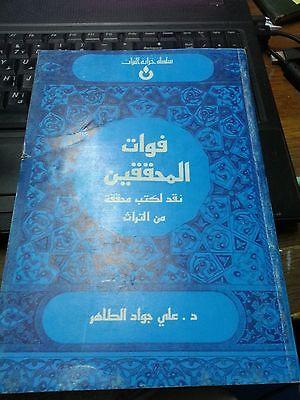 سلسلة خزانة التراث
فوات
المحققين
نقد لكتب محققة
من التراث
د. علي جواد الطاهر